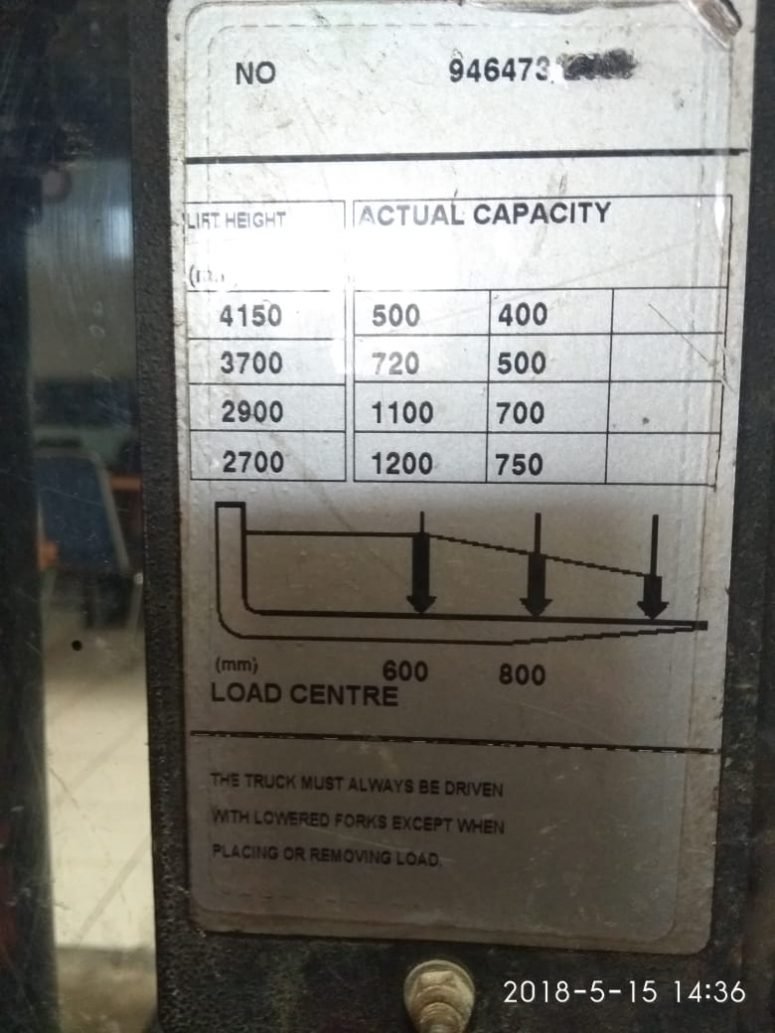 NO 946473
LIFT HEIGHT ACTUAL CAPACITY
4150 500 400
3700 720 500
2900 1100 700
2700 1200 750
(mm) 600 800
LOAD CENTRE
THE TRUCK MUST ALWAYS BE DRIVEN
WITH LOWERED FORKS EXCEPT WHEN
PLACING OR REMOVING LOAD.
2018-5-15 14:36